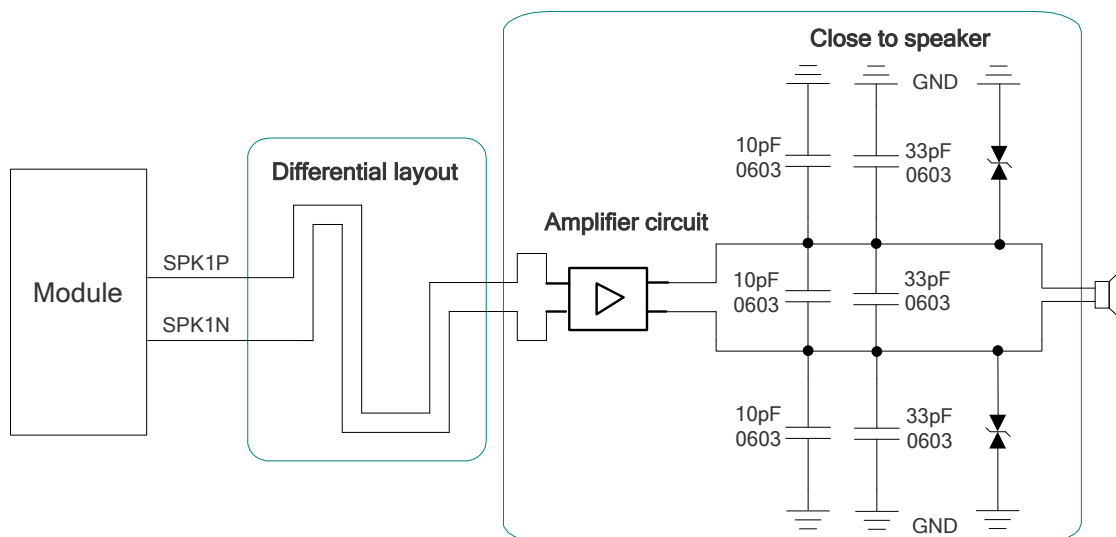 Close to speaker
GND
10pF
0603
33pF
0603
Differential layout
Amplifier circuit
SPK1P
Module
SPK1N
10pF
0603
33pF
0603
10pF
0603
33pF
0603
GND